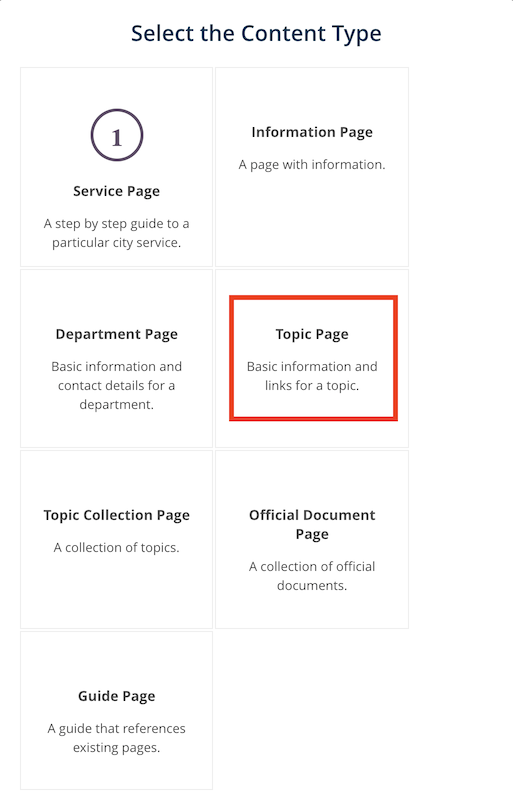 Select the Content Type
1
Service Page
A step by step guide to a
particular city service.
Information Page
A page with information.
Department Page
Basic information and
contact details for a
department.
Topic Page
Basic information and
links for a topic.
Topic Collection Page
A collection of topics.
Official Document
Page
A collection of official
documents.
Guide Page
A guide that references
existing pages.